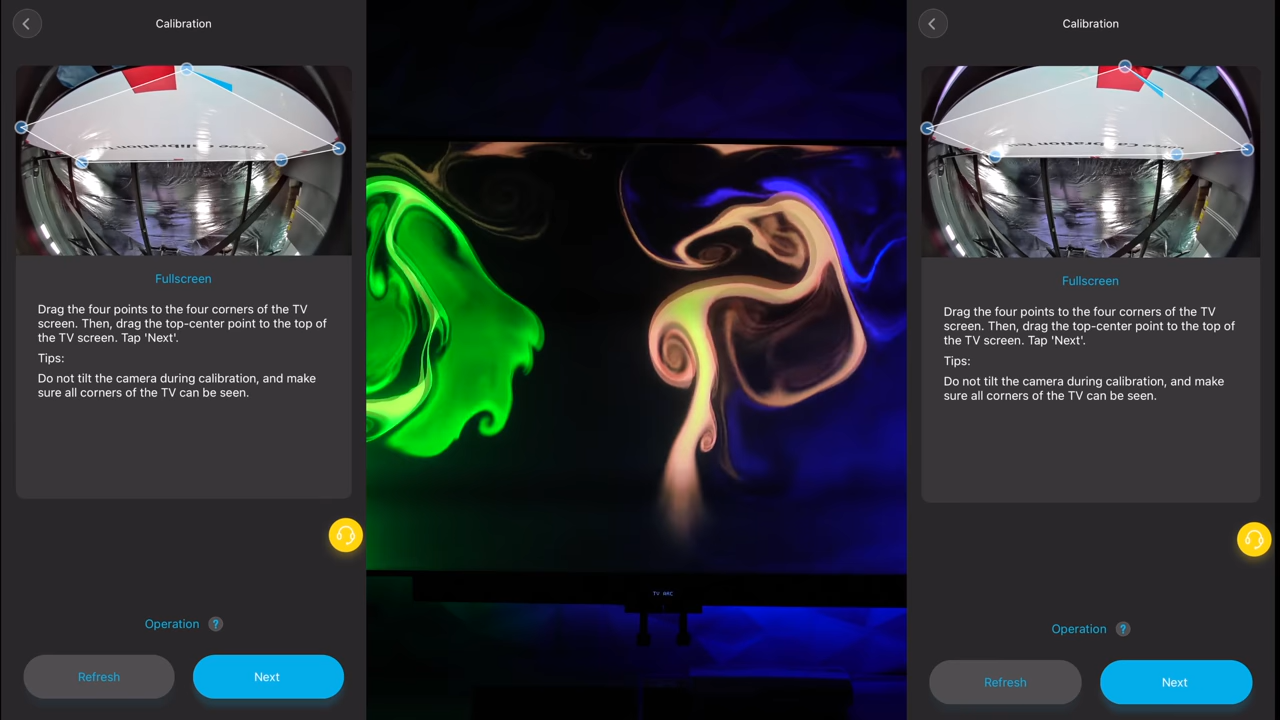 Calibration
Fullscreen
Drag the four points to the four corners of the TV
screen. Then, drag the top-center point to the top of
the TV screen. Tap 'Next'.
Tips:
Do not tilt the camera during calibration, and make
sure all corners of the TV can be seen.
Operation ?
Refresh
Next
TV ARC
Calibration
Fullscreen
Drag the four points to the four corners of the TV
screen. Then, drag the top-center point to the top of
the TV screen. Tap 'Next'.
Tips:
Do not tilt the camera during calibration, and make
sure all corners of the TV can be seen.
Operation ?
Refresh
Next